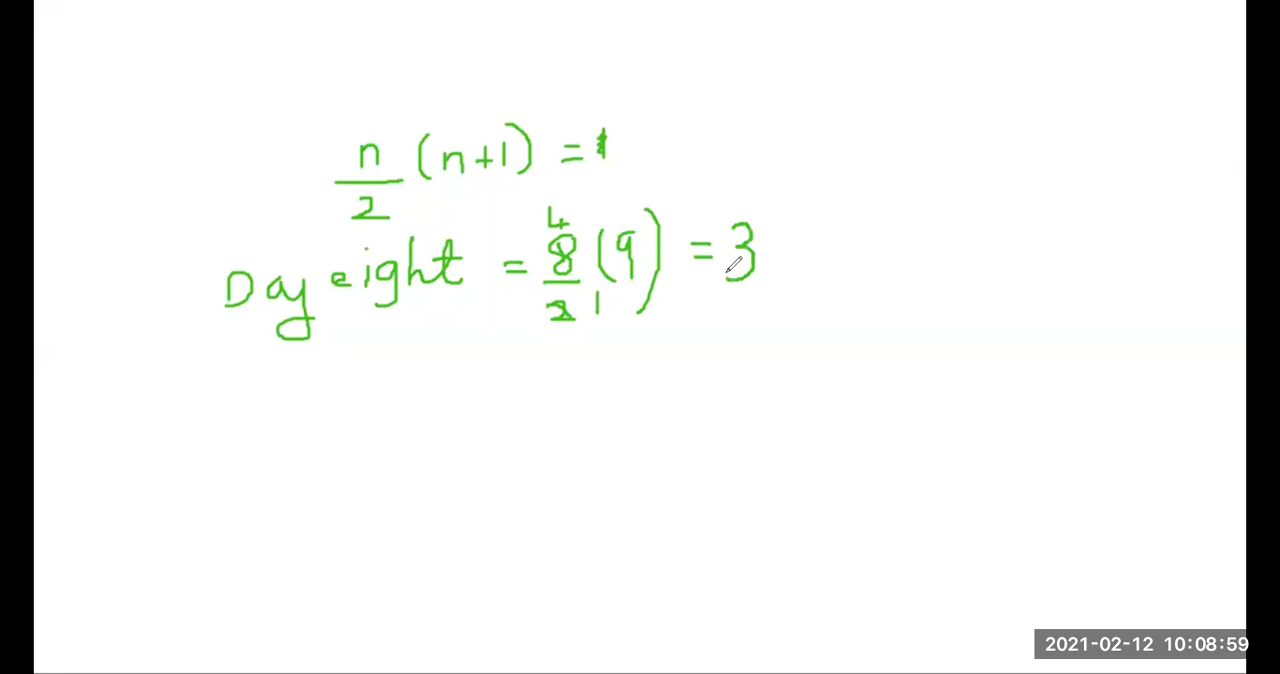 n/2 (n+1) =
Day eight = 8/2 (9) = 3
4
1
2021-02-12 10:08:59